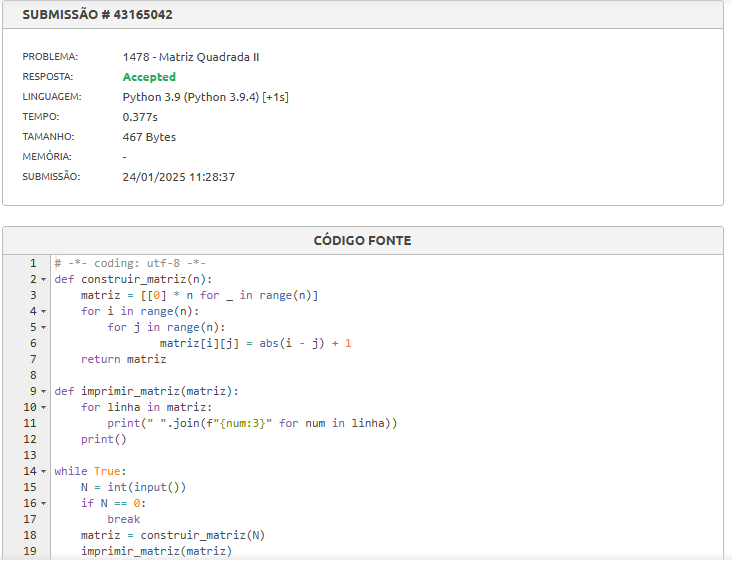 SUBMISSÃO # 43165042
PROBLEMA: 1478 - Matriz Quadrada II
RESPOSTA: Accepted
LINGUAGEM: Python 3.9 (Python 3.9.4) [+1s]
TEMPO: 0.377s
TAMANHO: 467 Bytes
MEMÓRIA: -
SUBMISSÃO: 24/01/2025 11:28:37
CÓDIGO FONTE
1 # -*- coding: utf-8 -*-
2 def construir_matriz(n):
3     matriz = [[0] * n for _ in range(n)]
4     for i in range(n):
5         for j in range(n):
6                 matriz[i][j] = abs(i - j) + 1
7     return matriz
8
9 def imprimir_matriz(matriz):
10     for linha in matriz:
11         print(" ".join(f"{num:3}" for num in linha))
12     print()
13
14 while True:
15     N = int(input())
16     if N == 0:
17         break
18     matriz = construir_matriz(N)
19     imprimir_matriz(matriz)